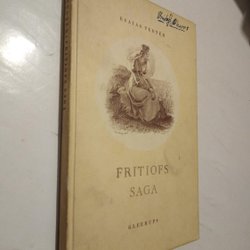 ESAIAS TEGNÉR
FRITIOFS
SAGA
GLEERUPS